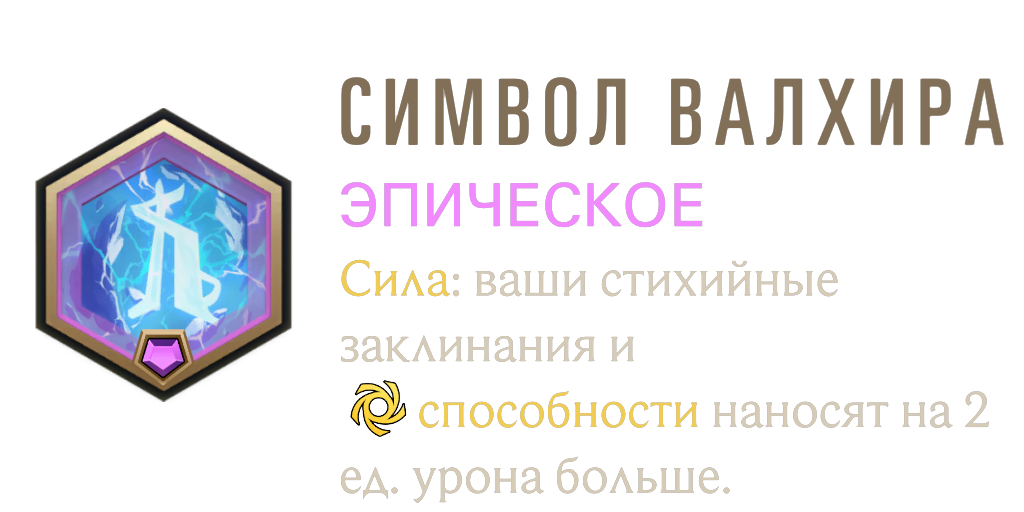 СИМВОЛ ВАЛХИРА
ЭПИЧЕСКОЕ
Сила: ваши стихийные
заклинания и
способности наносят на 2
ед. урона больше.